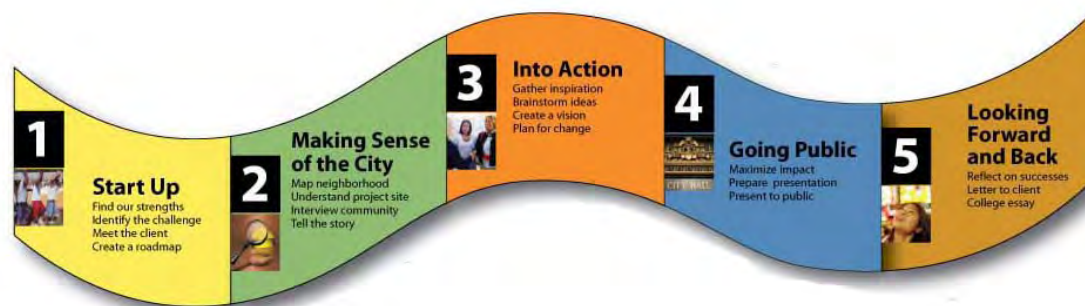 1
Start Up
Find our strengths
Identify the challenge
Meet the client
Create a roadmap
2
Making Sense
of the City
Map neighborhood
Understand project site
Interview community
Tell the story
3
Into Action
Gather inspiration
Brainstorm ideas
Create a vision
Plan for change
4
CITY HALL
Going Public
Maximize impact
Prepare presentation
Present to public
5
Looking
Forward
and Back
Reflect on successes
Letter to client
College essay